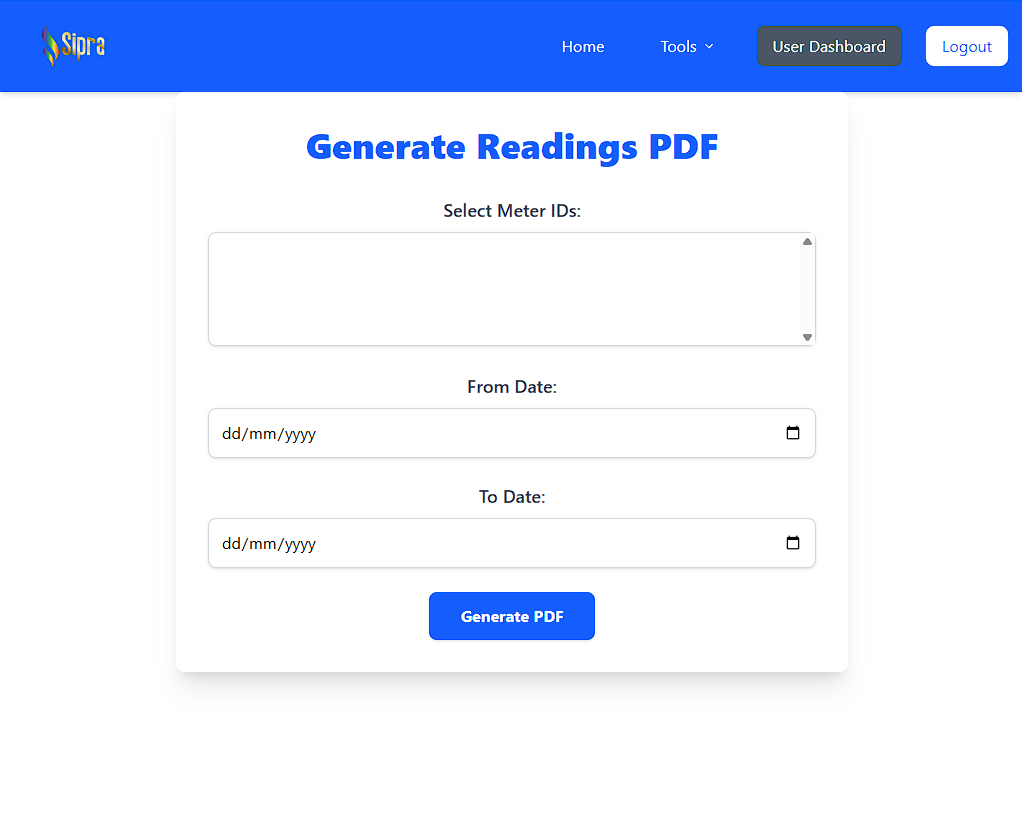 Sipra
Home
Tools
User Dashboard
Logout
Generate Readings PDF
Select Meter IDs:
From Date:
dd/mm/yyyy
To Date:
dd/mm/yyyy
Generate PDF